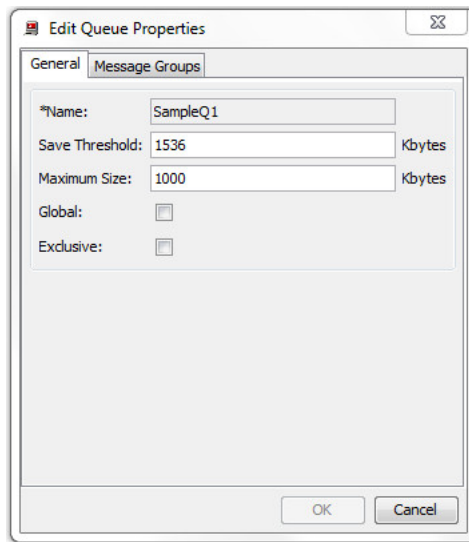 Edit Queue Properties
General Message Groups
*Name: SampleQ1
Save Threshold: 1536 Kbytes
Maximum Size: 1000 Kbytes
Global:
Exclusive:
OK Cancel